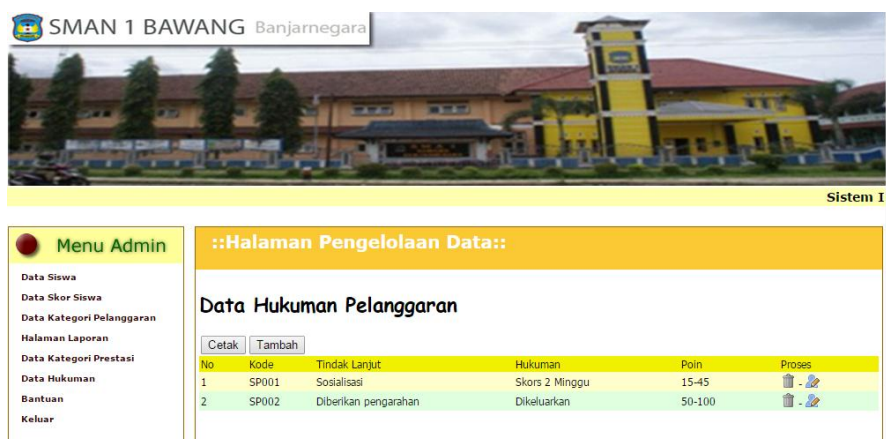 SMAN 1 BAWANG Banjarnegara
Sistem I
Menu Admin
Data Siswa
Data Skor Siswa
Data Kategori Pelanggaran
Halaman Laporan
Data Kategori Prestasi
Data Hukuman
Bantuan
Keluar
::Halaman Pengelolaan Data::
Data Hukuman Pelanggaran
Cetak Tambah
No Kode Tindak Lanjut Hukuman Poin Proses
1 SP001 Sosialisasi Skors 2 Minggu 15-45 -
2 SP002 Diberikan pengarahan Dikeluarkan 50-100 -